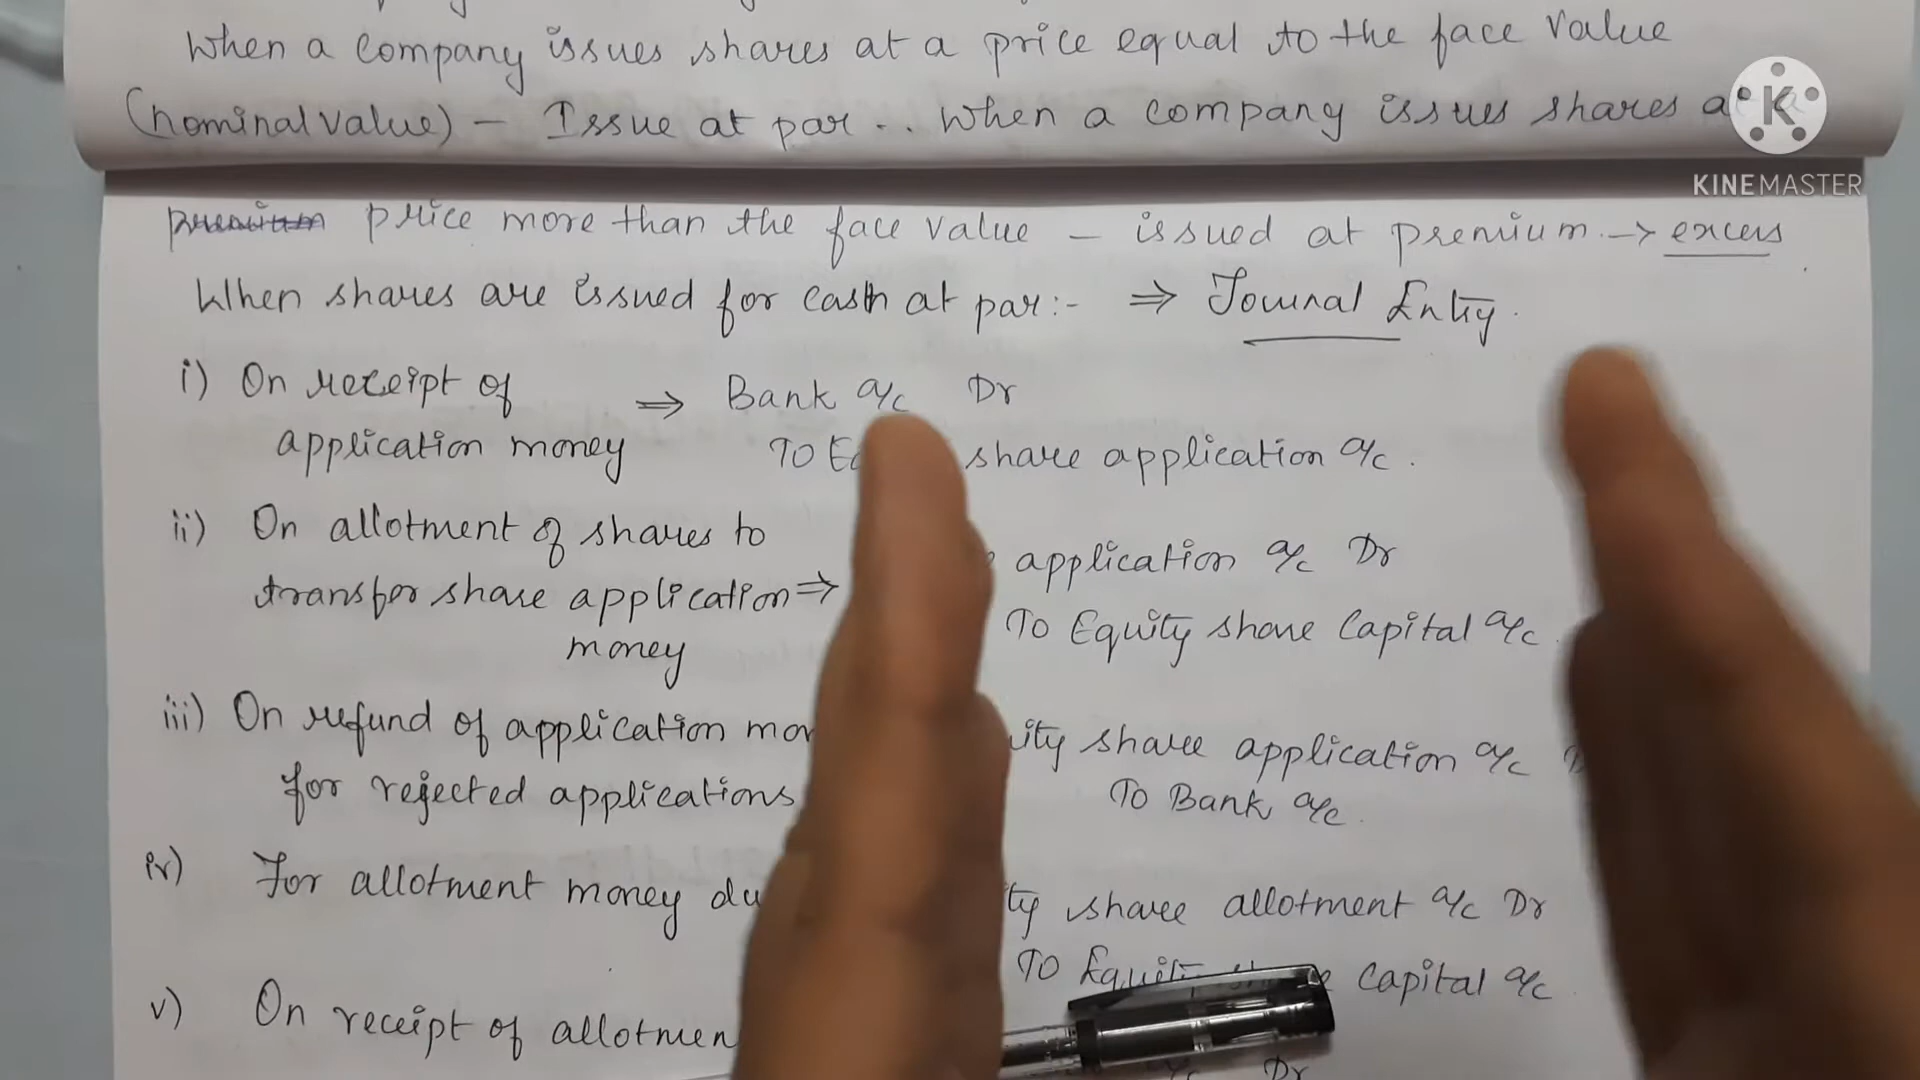 When a company issues shares at a price equal to the face value
(nominal value) - Issue at par.. When a company issues shares
KINEMASTER
price more than the face value - issued at premium. → excess
When shares are issued for cash at par:- ⇒ Journal Entry.
i) On receipt of ⇒ Bank a/c Dr
application money To share application a/c.
ii) On allotment of shares to application a/c Dr
transfer share application ⇒ To Equity share Capital a/c
money
iii) On refund of application share application a/c
for rejected applications To Bank a/c.
iv) For allotment money share allotment a/c Dr
To Capital a/c
v) On receipt of
Dr